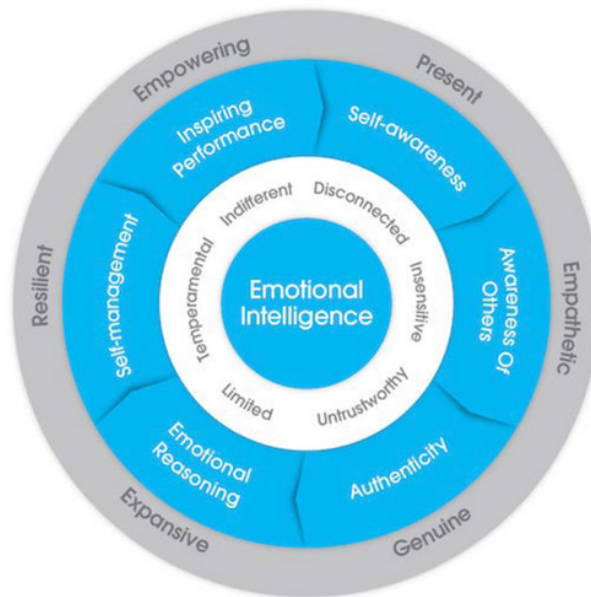 Empowering
Present
Empathetic
Genuine
Expansive
Resilient
Inspiring
Performance
Self-awareness
Awareness Of
Others
Authenticity
Emotional
Reasoning
Self-management
Indifferent
Disconnected
Insensitive
Untrustworthy
Limited
Temperamental
Emotional
Intelligence